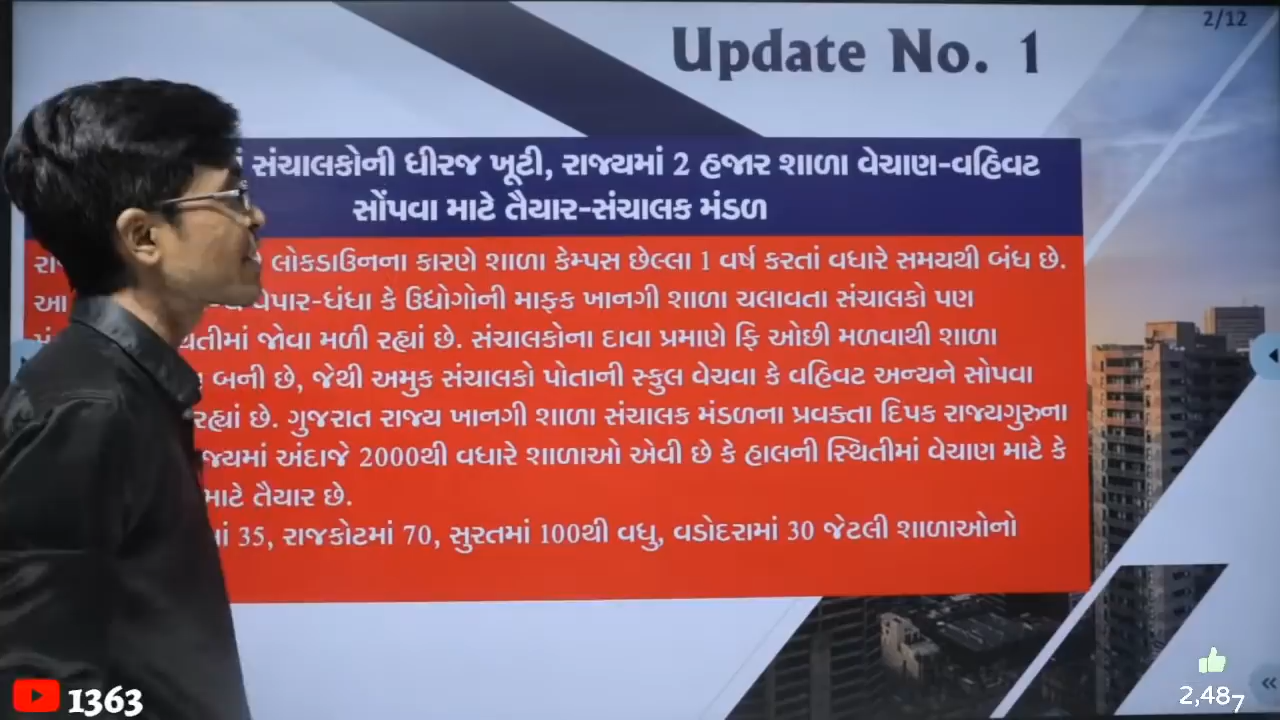 2/12
Update No. 1
સંચાલકોની ધીરજ ખૂટી, રાજ્યમાં 2 હજાર શાળા વેચાણ-વહિવટ
સોંપવા માટે તૈયાર-સંચાલક મંડળ
લોકડાઉનના કારણે શાળા કેમ્પસ છેલ્લા 1 વર્ષ કરતાં વધારે સમયથી બંધ છે.
આ વેપાર-ધંધા કે ઉદ્યોગોની માફક ખાનગી શાળા ચલાવતા સંચાલકો પણ
જોવા મળી રહ્યાં છે. સંચાલકોના દાવા પ્રમાણે ફિ ઓછી મળવાથી શાળા
બની છે, જેથી અમુક સંચાલકો પોતાની સ્કુલ વેચવા કે વહિવટ અન્યને સોપવા
રહ્યાં છે. ગુજરાત રાજ્ય ખાનગી શાળા સંચાલક મંડળના પ્રવક્તા દિપક રાજ્યગુરુના
અંદાજે 2000થી વધારે શાળાઓ એવી છે કે હાલની સ્થિતીમાં વેચાણ માટે કે
માટે તૈયાર છે.
35, રાજકોટમાં 70, સુરતમાં 100થી વધુ, વડોદરામાં 30 જેટલી શાળાઓનો
1363
2,487